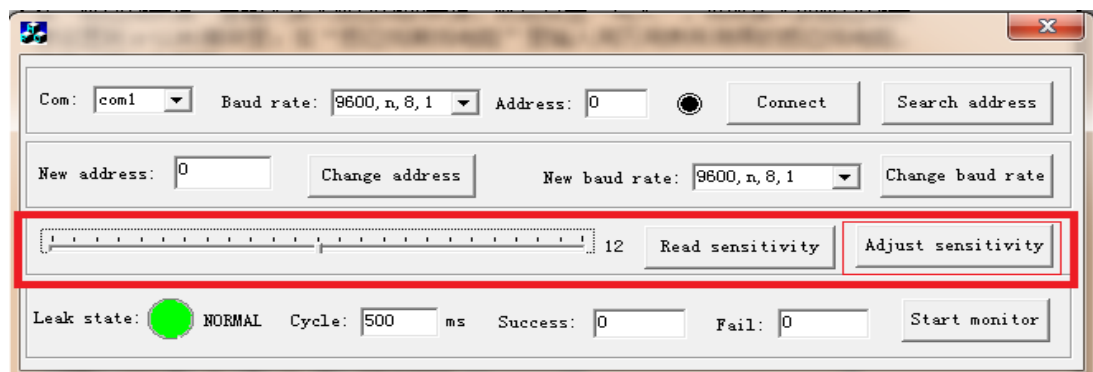 Com: com1 Baud rate: 9600, n, 8, 1 Address: 0 Connect Search address
New address: 0 Change address New baud rate: 9600, n, 8, 1 Change baud rate
12 Read sensitivity Adjust sensitivity
Leak state: NORMAL Cycle: 500 ms Success: 0 Fail: 0 Start monitor